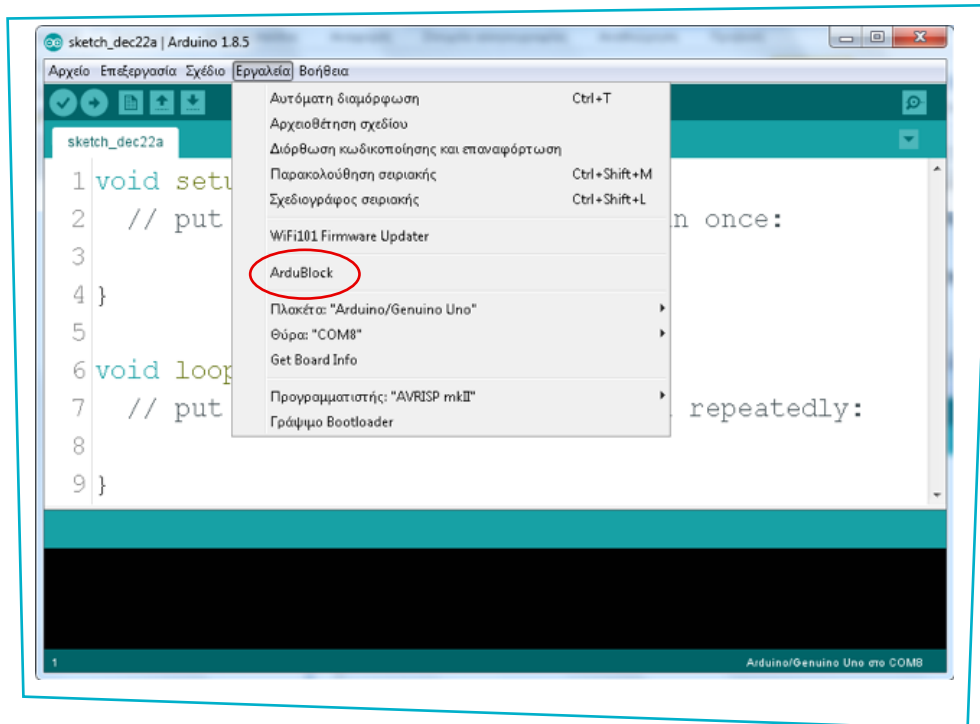 sketch_dec22a | Arduino 1.8.5
Αρχείο Επεξεργασία Σχέδιο Εργαλεία Βοήθεια
sketch_dec22a
Αυτόματη διαμόρφωση Ctrl+T
Αρχειοθέτηση σχεδίου
Διόρθωση κωδικοποίησης και επαναφόρτωση
Παρακολούθηση σειριακής Ctrl+Shift+M
Σχεδιογράφος σειριακής Ctrl+Shift+L
WiFi101 Firmware Updater
ArduBlock
Πλακέτα: "Arduino/Genuino Uno"
Θύρα: "COM8"
Get Board Info
Προγραμματιστής: "AVRISP mkII"
Γράψιμο Bootloader
1 void setu
2 // put n once:
3
4 }
5
6 void loop
7 // put repeatedly:
8
9 }
1 Arduino/Genuino Uno στο COM8